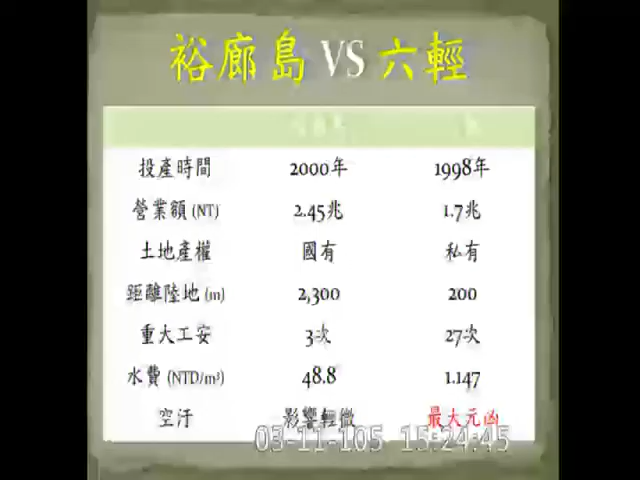 裕廊島 VS 六輕
投產時間 2000年 1998年
營業額 (NT) 2.45兆 1.7兆
土地產權 國有 私有
距離陸地 (m) 2,300 200
重大工安 3次 27次
水費 (NTD/m³) 48.8 1.147
空汙 影響輕微 最大元凶
03-11-105 15:24:45